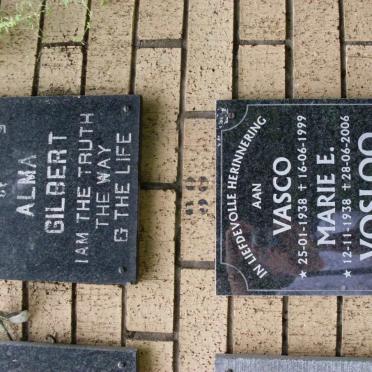 ALMA
GILBERT
I AM THE TRUTH
THE WAY
& THE LIFE
68
IN LIEFDEVOLLE HERINNERING
AAN
VASCO
★ 25-01-1938 ✝ 16-06-1999
MARIE E.
★ 12-11-1938 ✝ 28-06-2006
VOSLOO